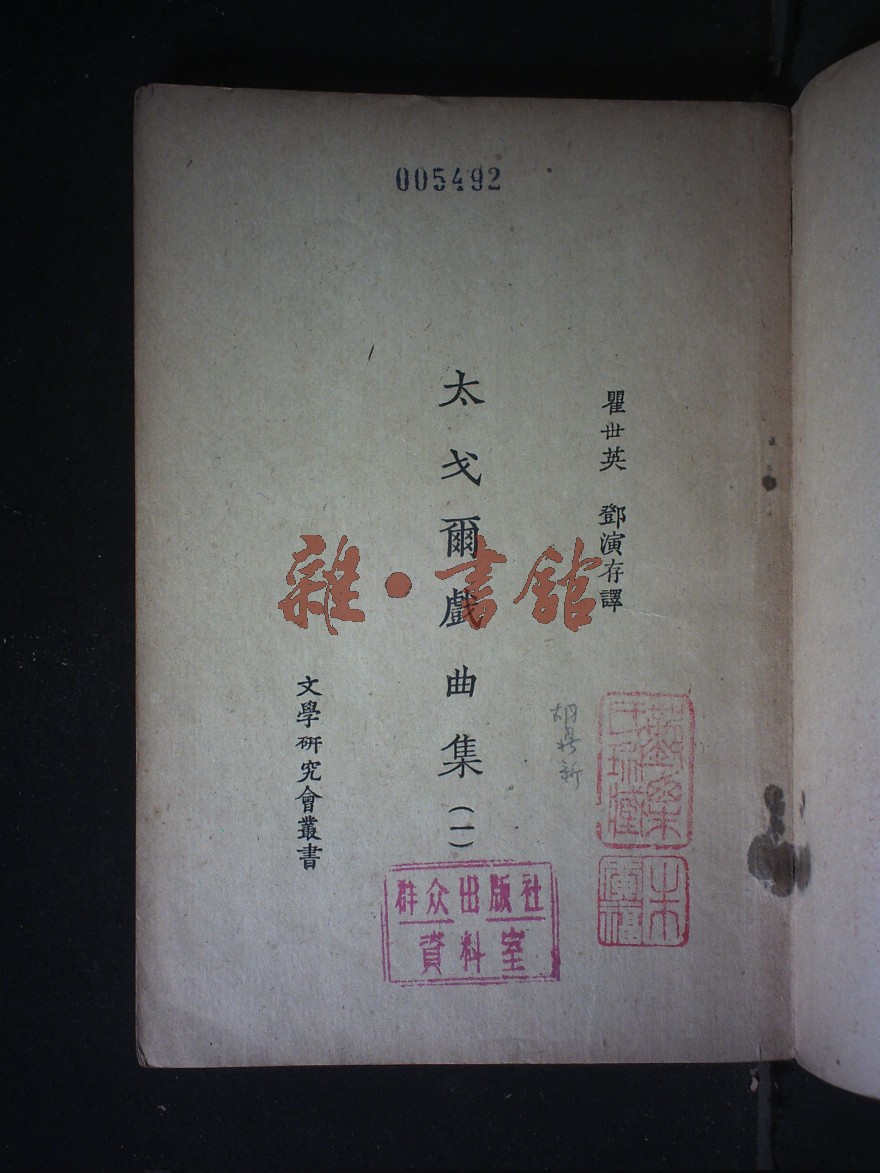 005492
瞿世英 鄧演存譯
太戈爾戲曲集(一)
文學研究會叢書
雜·書館
群众出版社
資料室